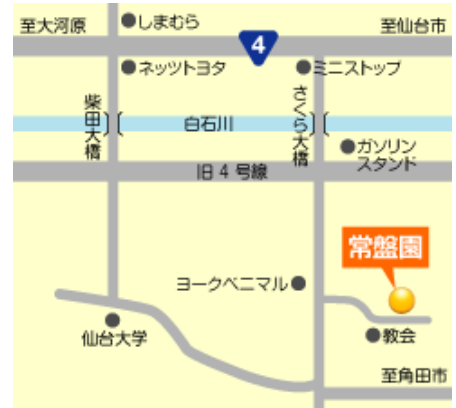 至大河原
しまむら
至仙台市
4
ネッツトヨタ
ミニストップ
柴田大橋
さくら大橋
白石川
ガソリン
スタンド
旧4号線
常盤園
ヨークベニマル
仙台大学
教会
至角田市